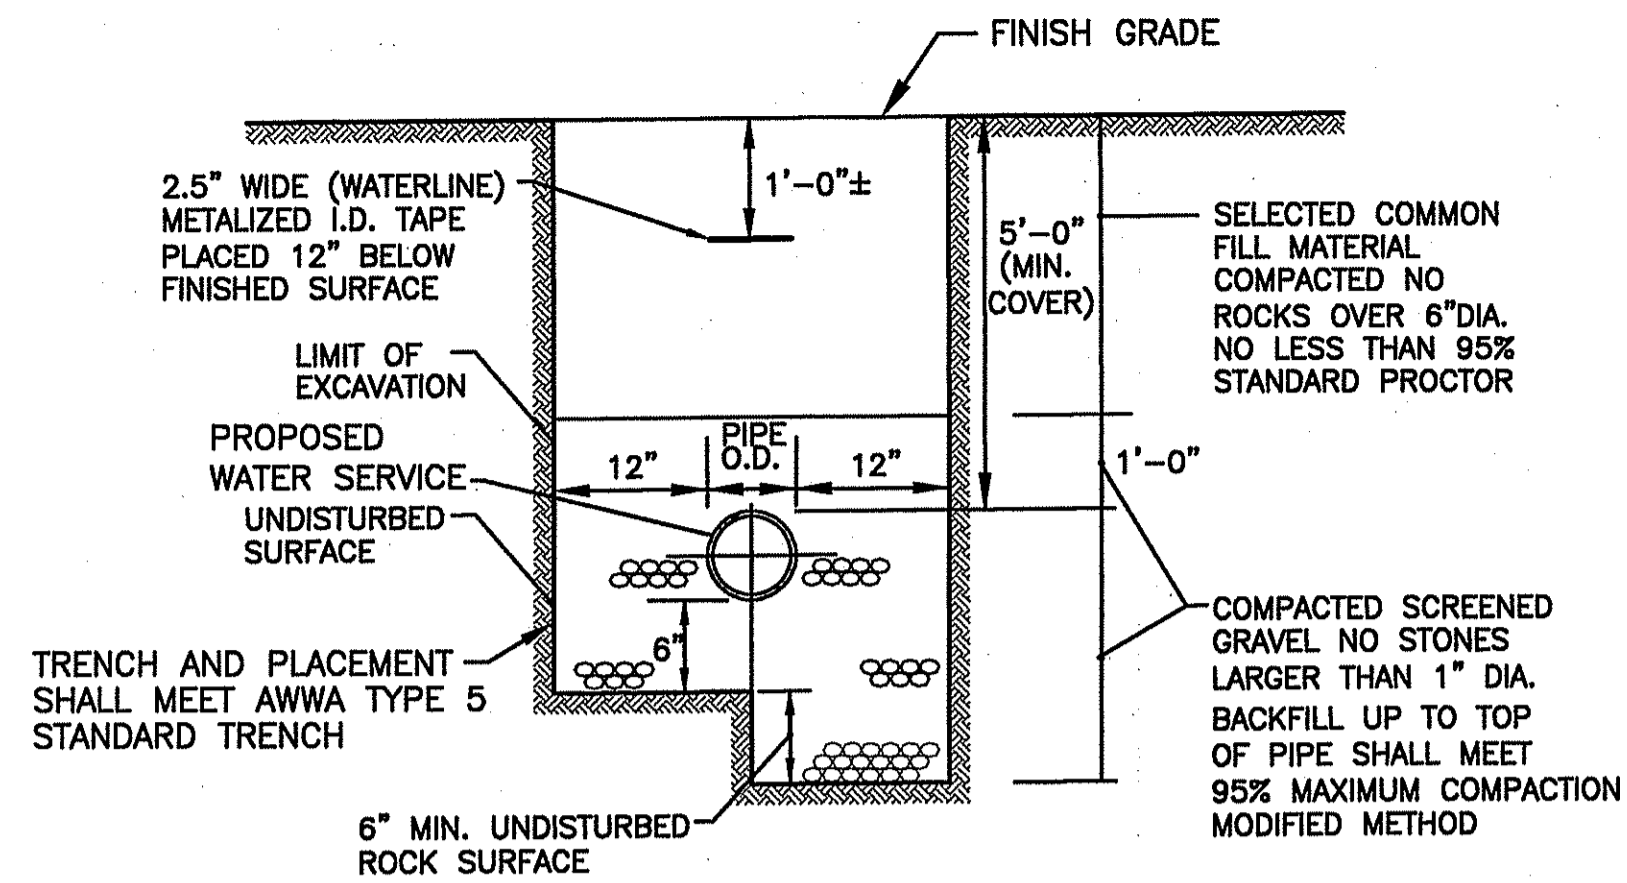 FINISH GRADE
2.5" WIDE (WATERLINE)
METALIZED I.D. TAPE
PLACED 12" BELOW
FINISHED SURFACE
1'-0"±
5'-0"
(MIN.
COVER)
SELECTED COMMON
FILL MATERIAL
COMPACTED NO
ROCKS OVER 6"DIA.
NO LESS THAN 95%
STANDARD PROCTOR
LIMIT OF
EXCAVATION
PROPOSED
WATER SERVICE
UNDISTURBED
SURFACE
12"
PIPE
O.D.
12"
1'-0"
6"
TRENCH AND PLACEMENT
SHALL MEET AWWA TYPE 5
STANDARD TRENCH
COMPACTED SCREENED
GRAVEL NO STONES
LARGER THAN 1" DIA.
BACKFILL UP TO TOP
OF PIPE SHALL MEET
95% MAXIMUM COMPACTION
MODIFIED METHOD
6" MIN. UNDISTURBED
ROCK SURFACE